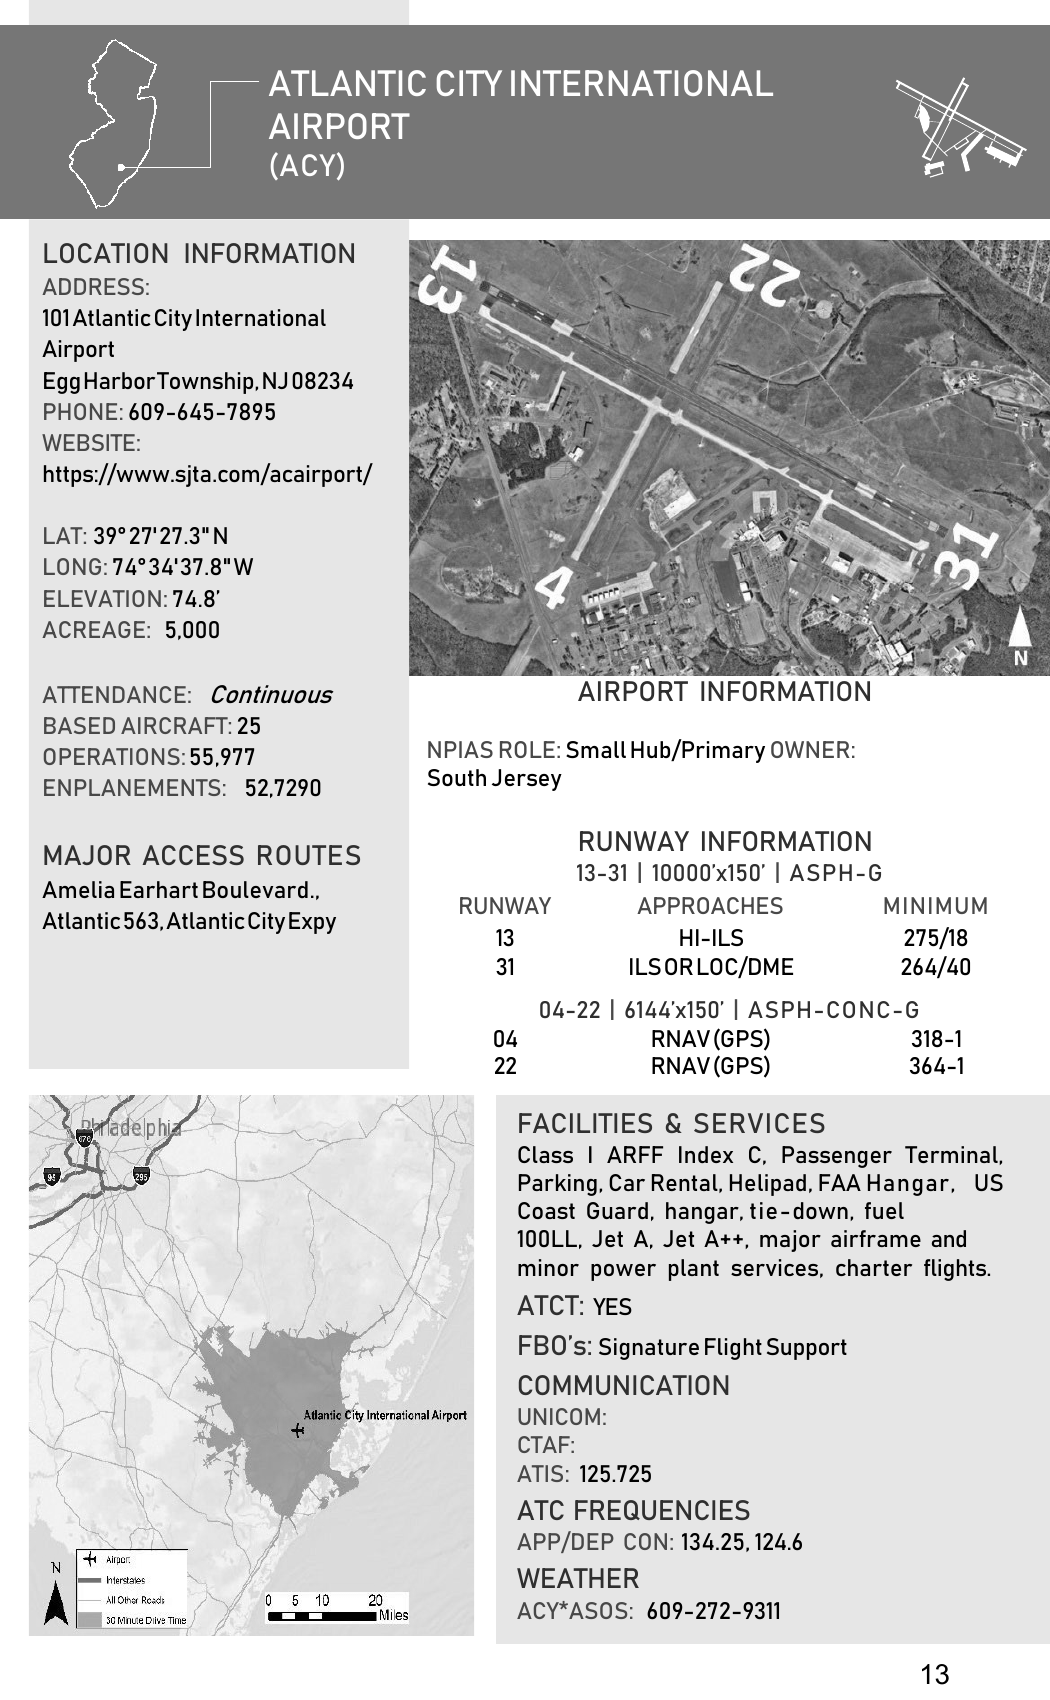 ATLANTIC CITY INTERNATIONAL
AIRPORT
(ACY)
LOCATION INFORMATION
ADDRESS:
101 Atlantic City International
Airport
Egg Harbor Township, NJ 08234
PHONE: 609-645-7895
WEBSITE:
https://www.sjta.com/acairport/
LAT: 39°27'27.3"N
LONG: 74°34'37.8"W
ELEVATION: 74.8’
ACREAGE: 5,000
ATTENDANCE: Continuous
BASED AIRCRAFT: 25
OPERATIONS: 55,977
ENPLANEMENTS: 52,7290
MAJOR ACCESS ROUTES
Amelia Earhart Boulevard.,
Atlantic 563, Atlantic City Expy
13
22
4
31
N
AIRPORT INFORMATION
NPIAS ROLE: Small Hub/Primary OWNER:
South Jersey
RUNWAY INFORMATION
13-31 | 10000’x150’ | ASPH-G
RUNWAY APPROACHES MINIMUM
13 HI-ILS 275/18
31 ILS OR LOC/DME 264/40
04-22 | 6144’x150’ | ASPH-CONC-G
04 RNAV (GPS) 318-1
22 RNAV (GPS) 364-1
Philadelphia
676
95
295
Atlantic City International Airport
N
Airport
Interstates
All Other Roads
30 Minute Drive Time
0 5 10 20
Miles
FACILITIES & SERVICES
Class I ARFF Index C, Passenger Terminal,
Parking, Car Rental, Helipad, FAA Hangar, US
Coast Guard, hangar, tie-down, fuel
100LL, Jet A, Jet A++, major airframe and
minor power plant services, charter flights.
ATCT: YES
FBO’s: Signature Flight Support
COMMUNICATION
UNICOM:
CTAF:
ATIS: 125.725
ATC FREQUENCIES
APP/DEP CON: 134.25, 124.6
WEATHER
ACY*ASOS: 609-272-9311
13